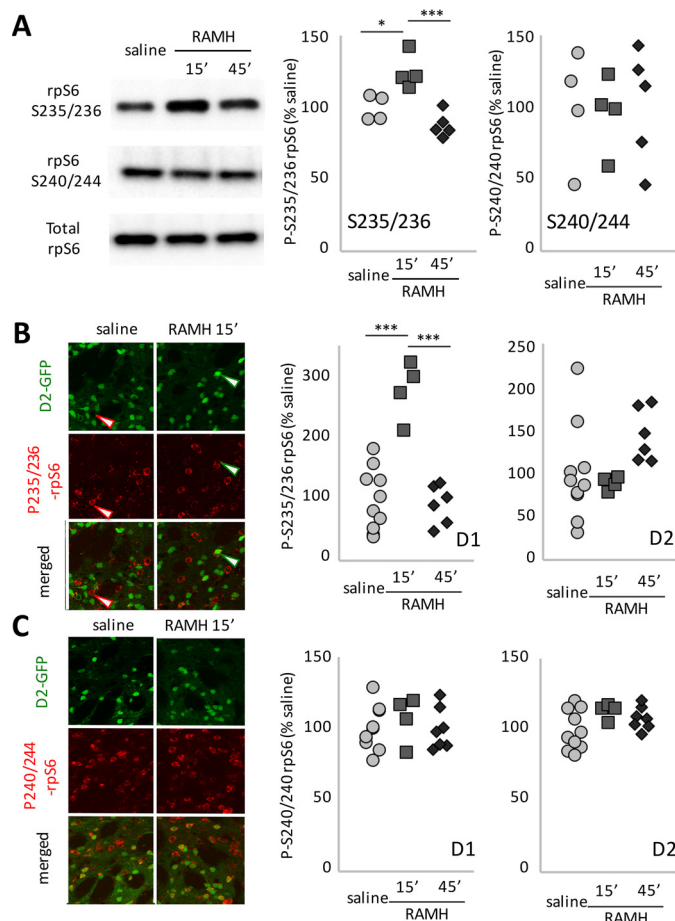 A
saline
RAMH
15’ 45’
rpS6
S235/236
rpS6
S240/244
Total
rpS6
P-S235/236 rpS6 (% saline)
150
100
50
0
*
***
S235/236
saline
15’ 45’
RAMH
P-S240/240 rpS6 (% saline)
150
100
50
0
S240/244
saline
15’ 45’
RAMH
B
saline RAMH 15’
D2-GFP
P235/236
-rpS6
merged
P-S235/236 rpS6 (% saline)
300
200
100
0
***
***
D1
saline
15’ 45’
RAMH
250
200
150
100
50
0
D2
saline
15’ 45’
RAMH
C
saline RAMH 15’
D2-GFP
P240/244
-rpS6
merged
P-S240/240 rpS6 (% saline)
150
100
50
0
D1
saline
15’ 45’
RAMH
150
100
50
0
D2
saline
15’ 45’
RAMH